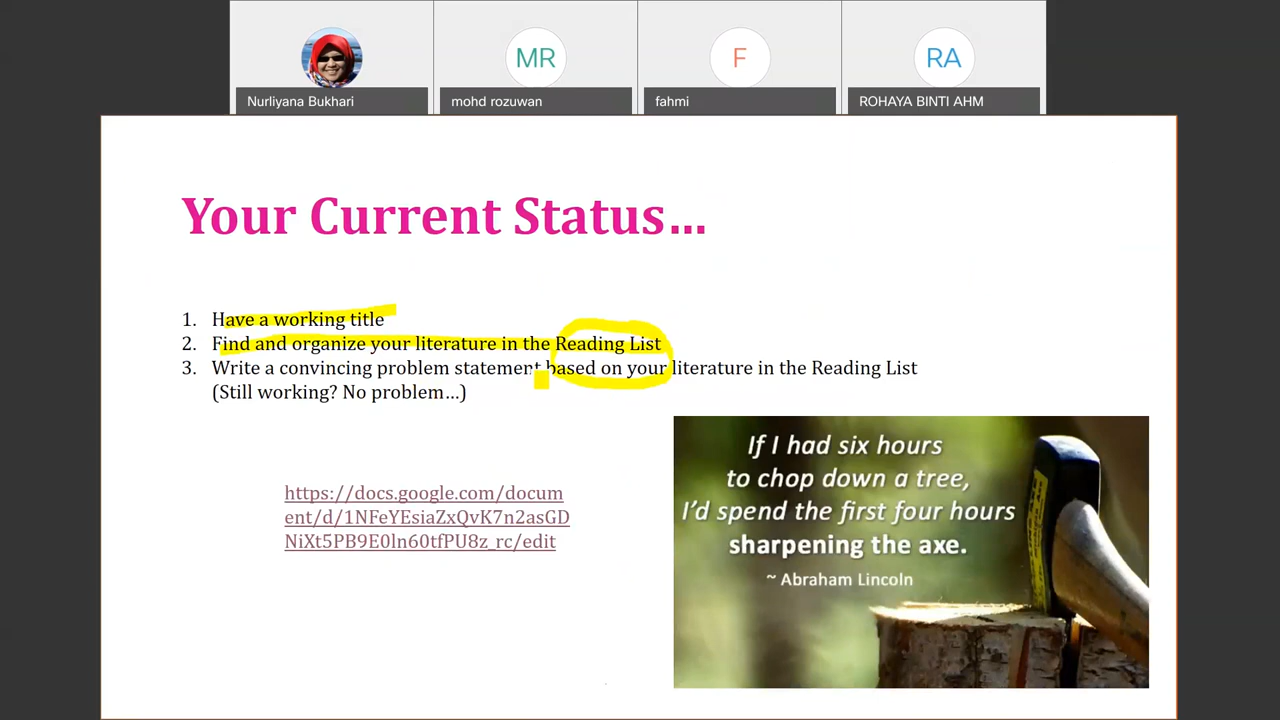 MR
F
RA
Nurliyana Bukhari
mohd rozuwan
fahmi
ROHAYA BINTI AHM
Your Current Status...
1. Have a working title
2. Find and organize your literature in the Reading List
3. Write a convincing problem statement based on your literature in the Reading List
(Still working? No problem...)
https://docs.google.com/docum
ent/d/1NFeYEsiaZxQvK7n2asGD
NiXt5PB9E0ln60tfPU8z_rc/edit
If I had six hours
to chop down a tree,
I'd spend the first four hours
sharpening the axe.
~ Abraham Lincoln